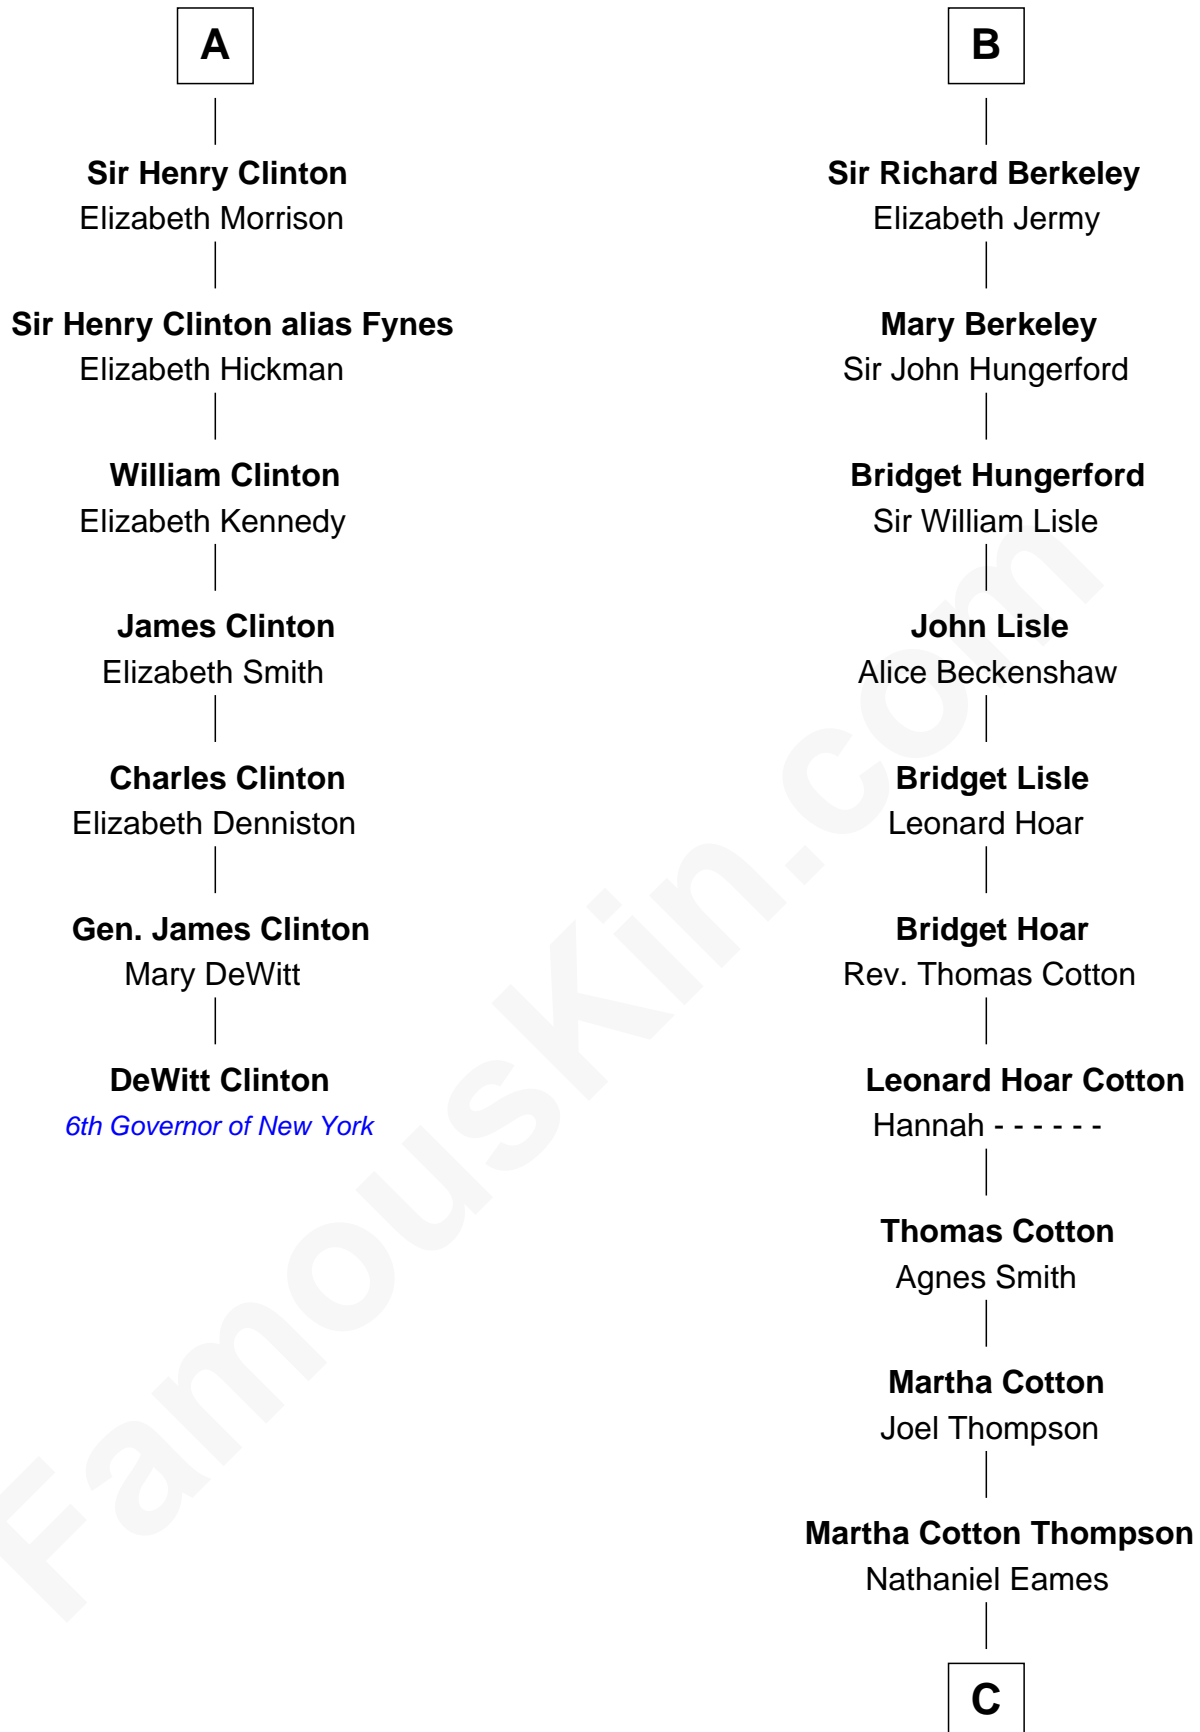 A
Sir Henry Clinton
Elizabeth Morrison
Sir Henry Clinton alias Fynes
Elizabeth Hickman
William Clinton
Elizabeth Kennedy
James Clinton
Elizabeth Smith
Charles Clinton
Elizabeth Denniston
Gen. James Clinton
Mary DeWitt
DeWitt Clinton
6th Governor of New York
B
Sir Richard Berkeley
Elizabeth Jermy
Mary Berkeley
Sir John Hungerford
Bridget Hungerford
Sir William Lisle
John Lisle
Alice Beckenshaw
Bridget Lisle
Leonard Hoar
Bridget Hoar
Rev. Thomas Cotton
Leonard Hoar Cotton
Hannah - - - - - -
Thomas Cotton
Agnes Smith
Martha Cotton
Joel Thompson
Martha Cotton Thompson
Nathaniel Eames
C
FamousKin.com